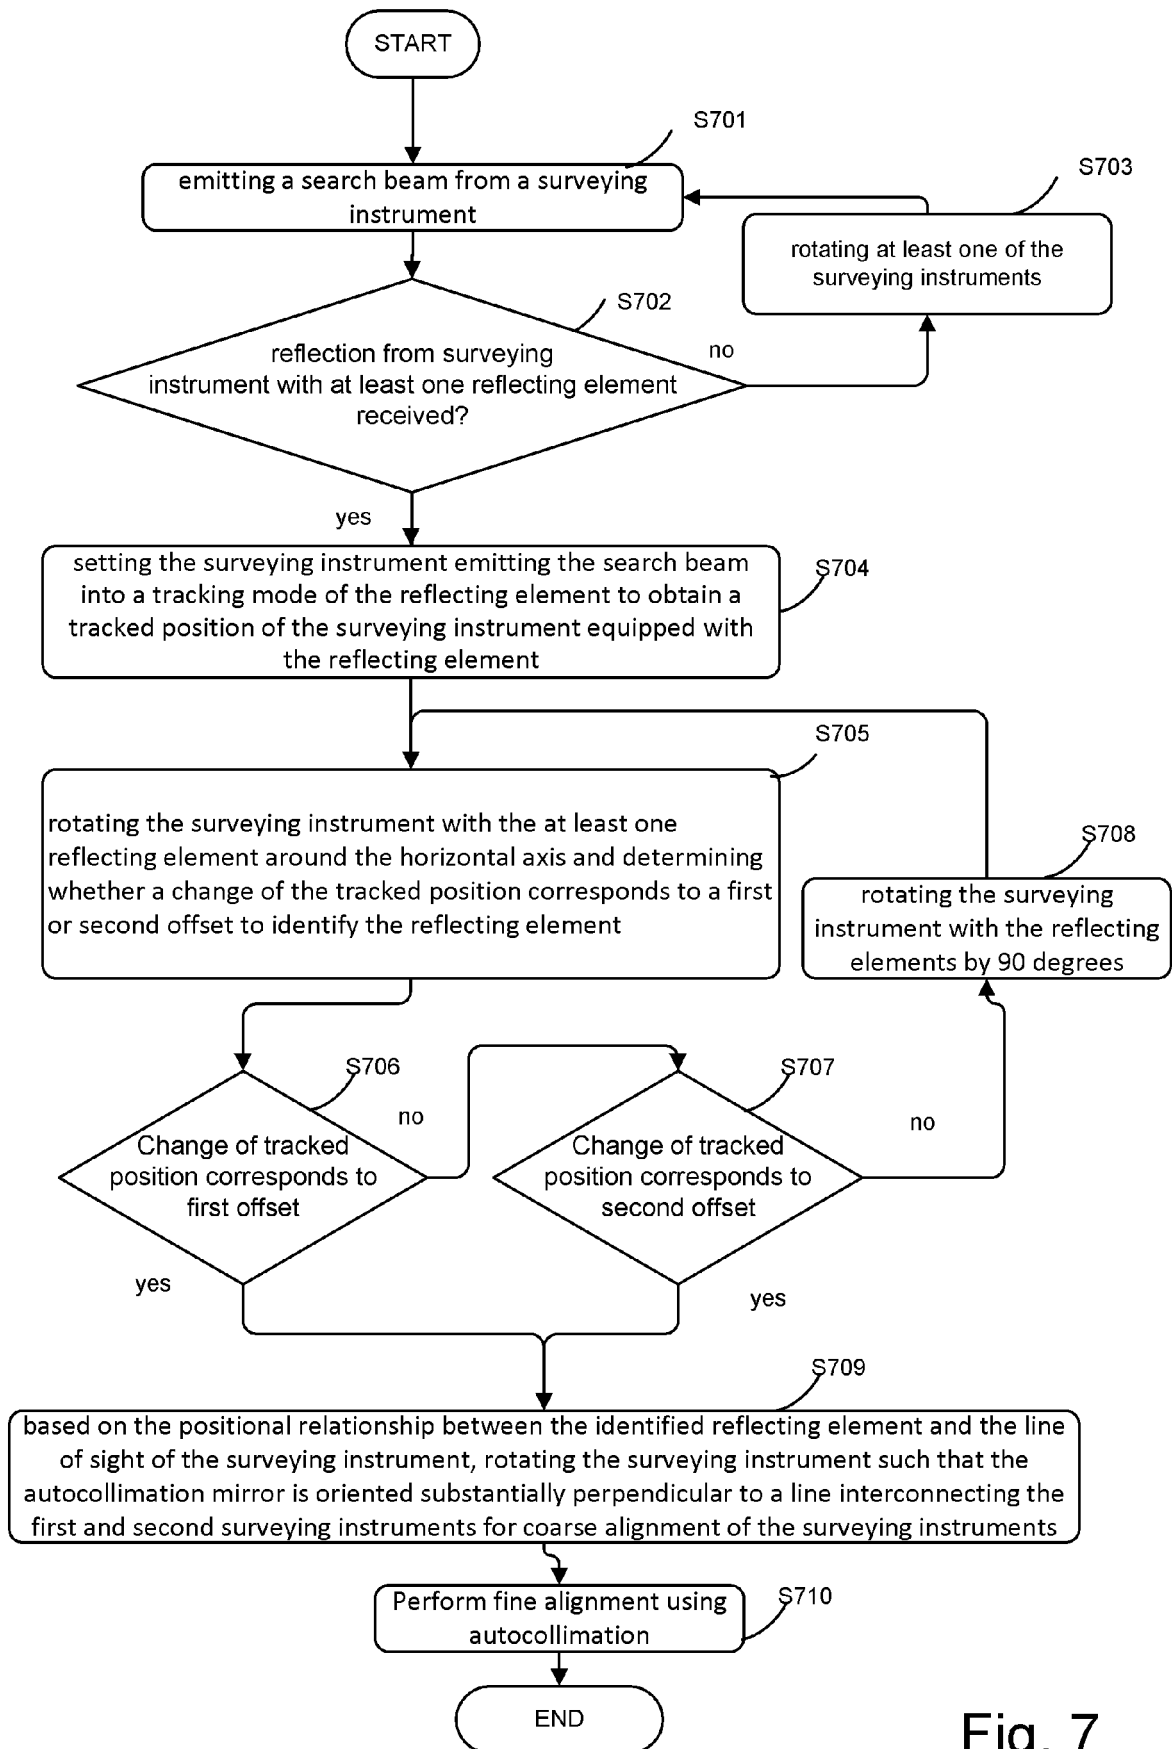 START
S701
emitting a search beam from a surveying
instrument
S703
rotating at least one of the
surveying instruments
S702
reflection from surveying
instrument with at least one reflecting element
received?
no
yes
S704
setting the surveying instrument emitting the search beam
into a tracking mode of the reflecting element to obtain a
tracked position of the surveying instrument equipped with
the reflecting element
S705
rotating the surveying instrument with the at least one
reflecting element around the horizontal axis and determining
whether a change of the tracked position corresponds to a first
or second offset to identify the reflecting element
S708
rotating the surveying
instrument with the reflecting
elements by 90 degrees
S706
no
Change of tracked
position corresponds to
first offset
yes
S707
no
Change of tracked
position corresponds to
second offset
yes
S709
based on the positional relationship between the identified reflecting element and the line
of sight of the surveying instrument, rotating the surveying instrument such that the
autocollimation mirror is oriented substantially perpendicular to a line interconnecting the
first and second surveying instruments for coarse alignment of the surveying instruments
S710
Perform fine alignment using
autocollimation
END
Fig. 7